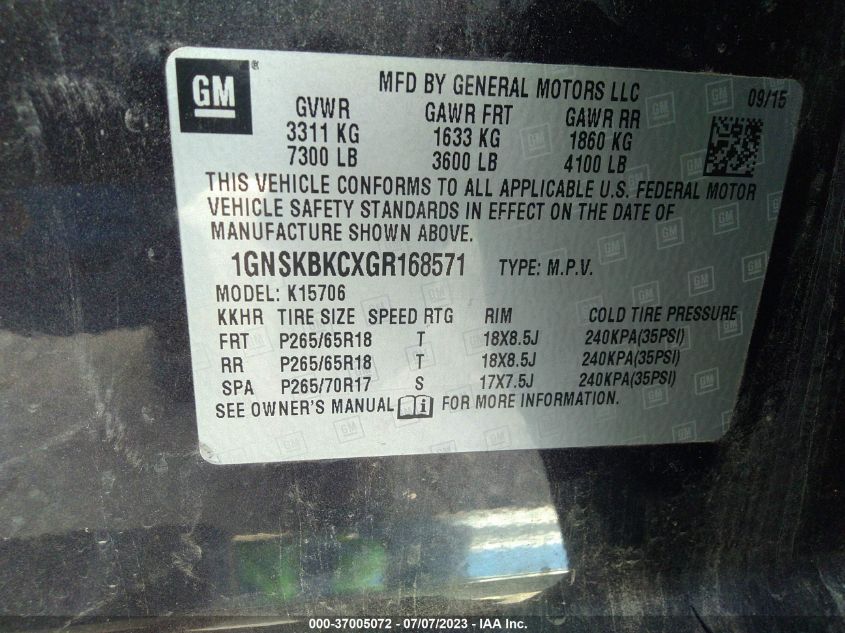 GM
®
MFD BY GENERAL MOTORS LLC
09/15
GVWR GAWR FRT GAWR RR
3311 KG 1633 KG 1860 KG
7300 LB 3600 LB 4100 LB
THIS VEHICLE CONFORMS TO ALL APPLICABLE U.S. FEDERAL MOTOR
VEHICLE SAFETY STANDARDS IN EFFECT ON THE DATE OF
MANUFACTURE SHOWN ABOVE.
1GNSKBKCXGR168571 TYPE: M.P.V.
MODEL: K15706
KKHR TIRE SIZE SPEED RTG RIM COLD TIRE PRESSURE
FRT P265/65R18 T 18X8.5J 240KPA(35PSI)
RR P265/65R18 T 18X8.5J 240KPA(35PSI)
SPA P265/70R17 S 17X7.5J 240KPA(35PSI)
SEE OWNER'S MANUAL i FOR MORE INFORMATION.
000-37005072 - 07/07/2023 - IAA Inc.